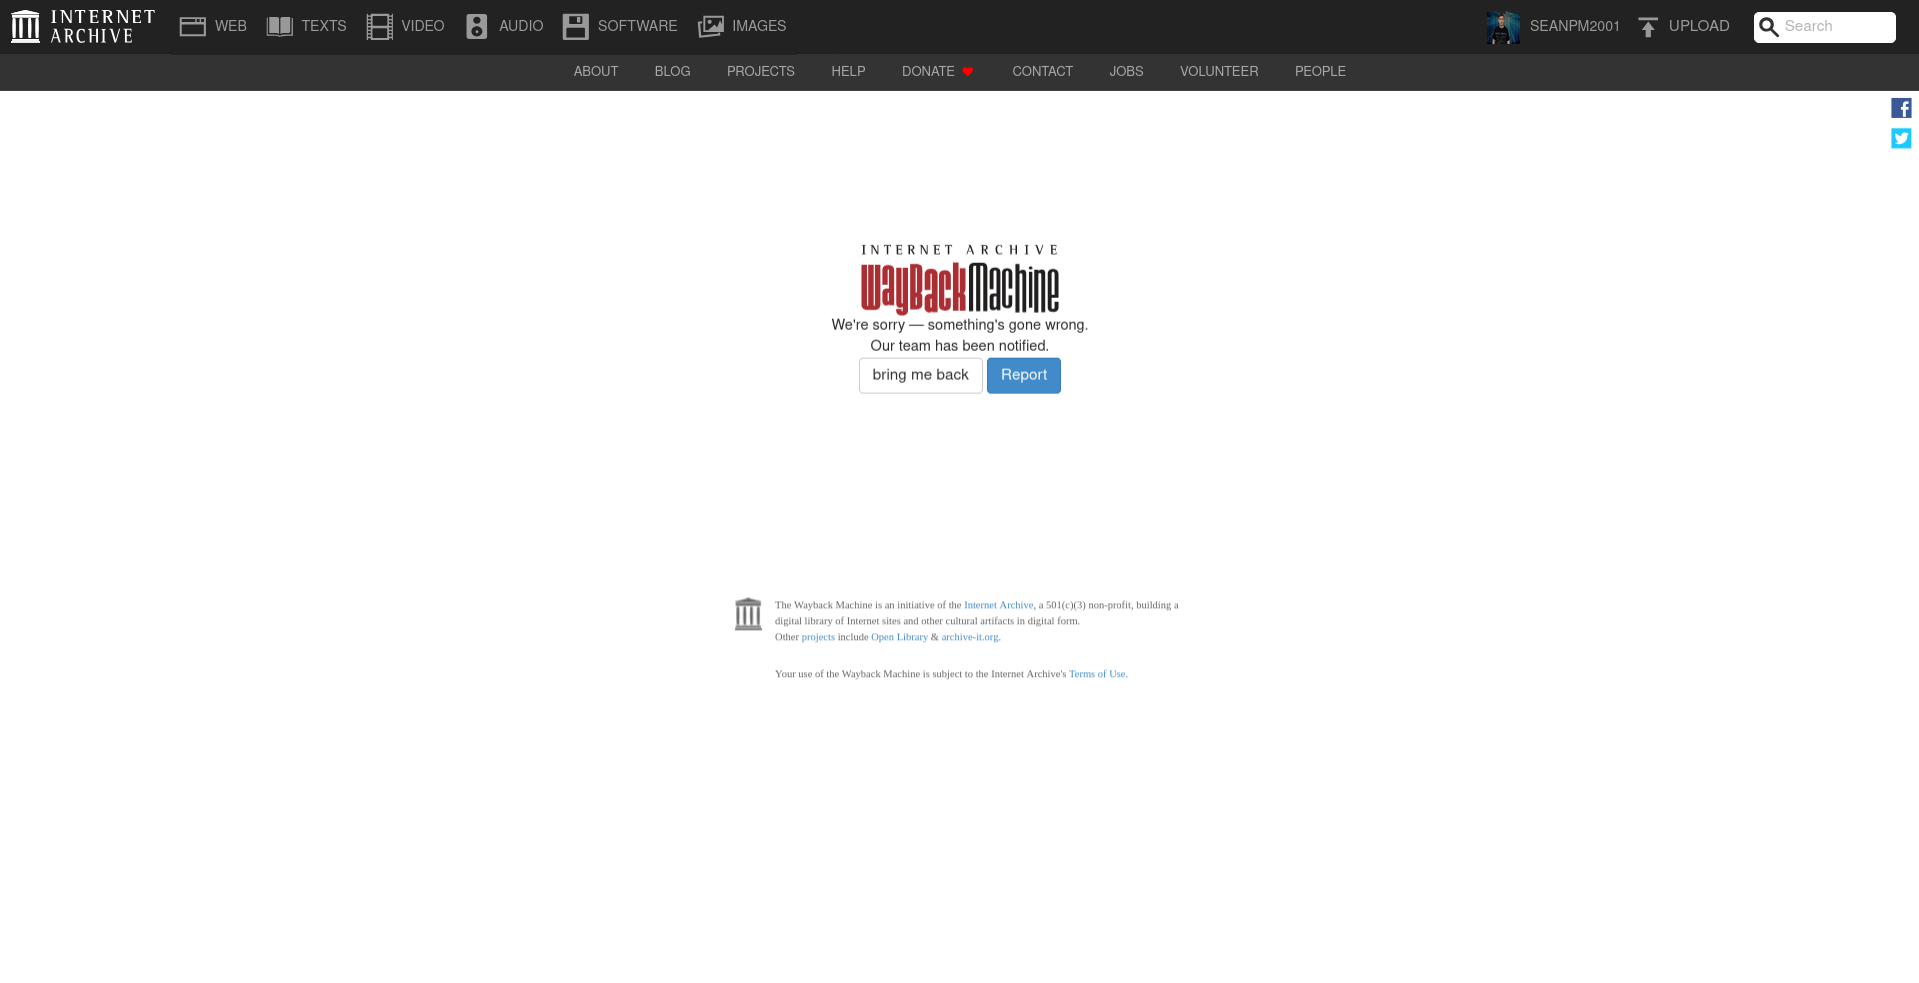 INTERNET
ARCHIVE
WEB TEXTS VIDEO AUDIO SOFTWARE IMAGES SEANPM2001 UPLOAD Search
ABOUT BLOG PROJECTS HELP DONATE CONTACT JOBS VOLUNTEER PEOPLE
INTERNET ARCHIVE
WayBackMachine
We're sorry — something's gone wrong.
Our team has been notified.
bring me back Report
The Wayback Machine is an initiative of the Internet Archive, a 501(c)(3) non-profit, building a
digital library of Internet sites and other cultural artifacts in digital form.
Other projects include Open Library & archive-it.org.
Your use of the Wayback Machine is subject to the Internet Archive's Terms of Use.